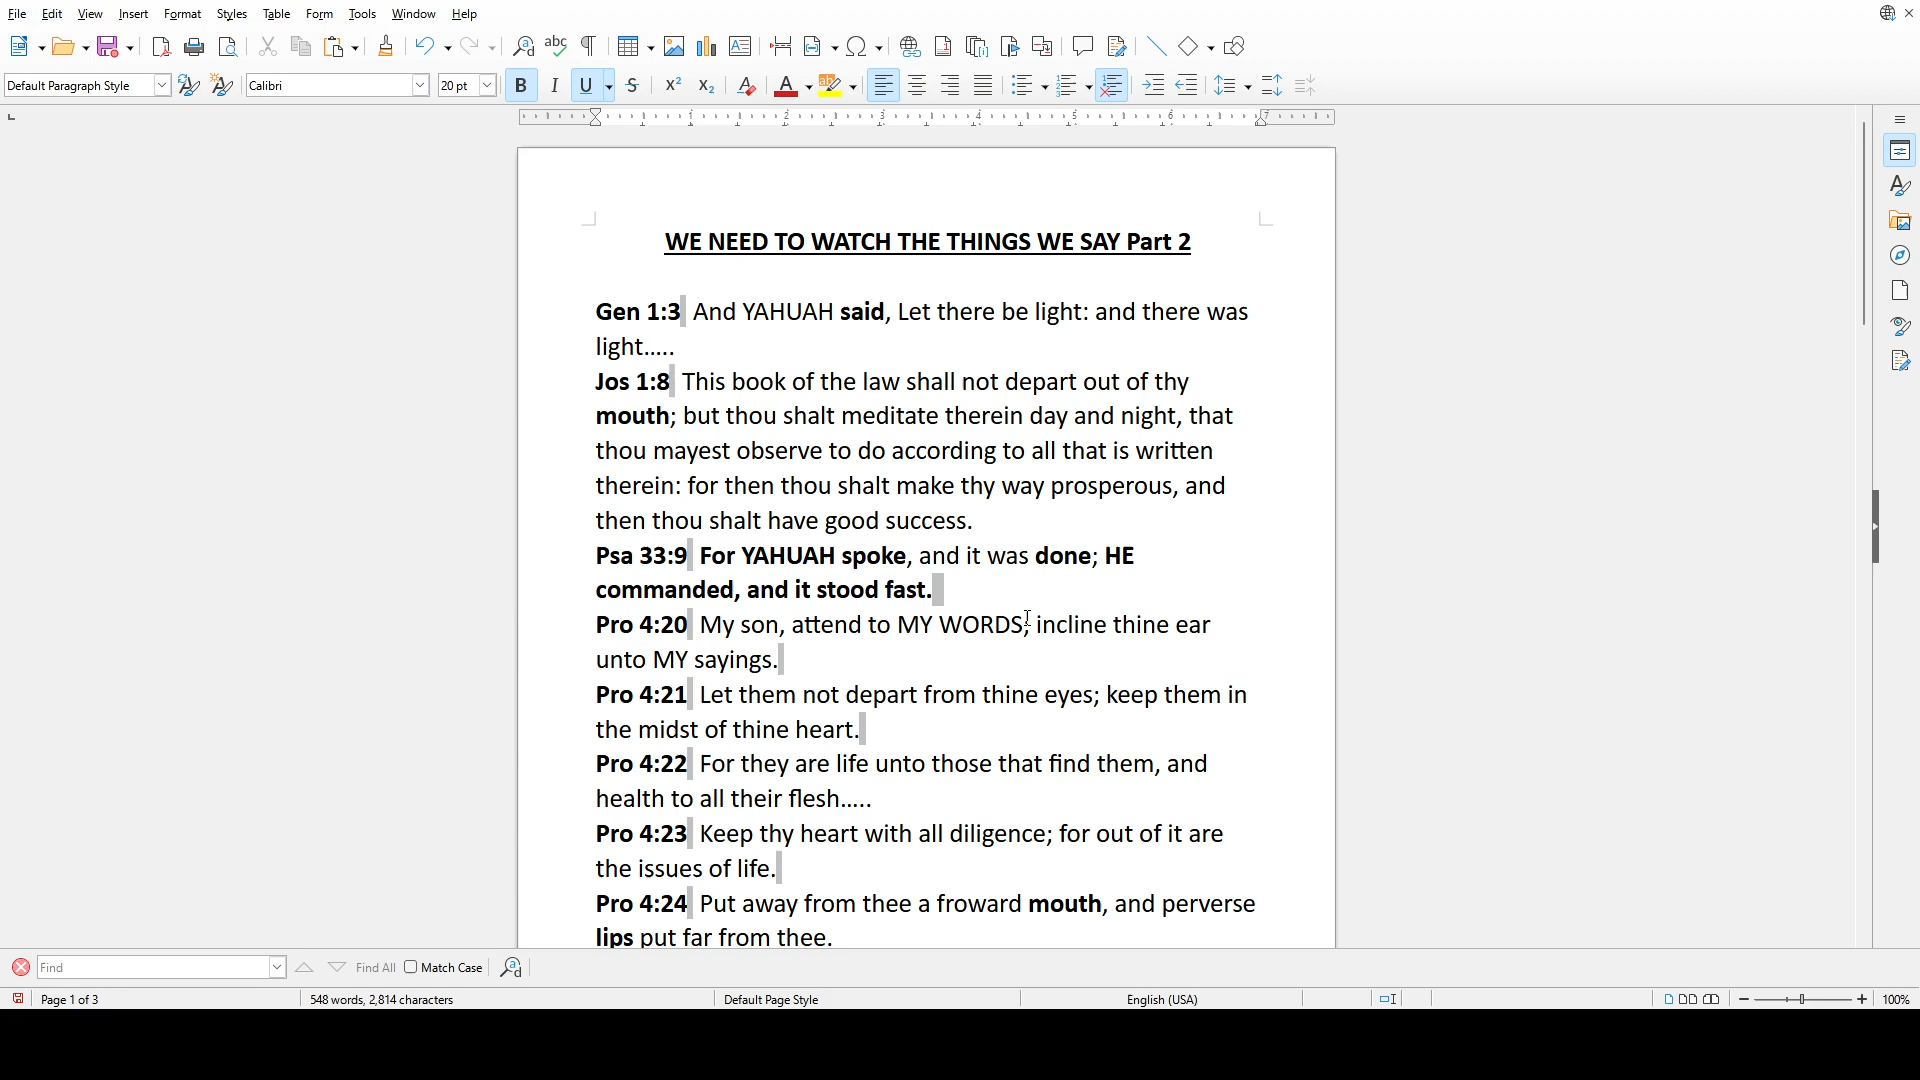 File Edit View Insert Format Styles Table Form Tools Window Help
Default Paragraph Style Calibri 20 pt
1 2 3 4 5 6 7
WE NEED TO WATCH THE THINGS WE SAY Part 2
Gen 1:3 And YAHUAH said, Let there be light: and there was
light.....
Jos 1:8 This book of the law shall not depart out of thy
mouth; but thou shalt meditate therein day and night, that
thou mayest observe to do according to all that is written
therein: for then thou shalt make thy way prosperous, and
then thou shalt have good success.
Psa 33:9 For YAHUAH spoke, and it was done; HE
commanded, and it stood fast.
Pro 4:20 My son, attend to MY WORDS; incline thine ear
unto MY sayings.
Pro 4:21 Let them not depart from thine eyes; keep them in
the midst of thine heart.
Pro 4:22 For they are life unto those that find them, and
health to all their flesh.....
Pro 4:23 Keep thy heart with all diligence; for out of it are
the issues of life.
Pro 4:24 Put away from thee a froward mouth, and perverse
lips put far from thee.
Find Find All Match Case
Page 1 of 3 548 words, 2,814 characters Default Page Style English (USA) 100%